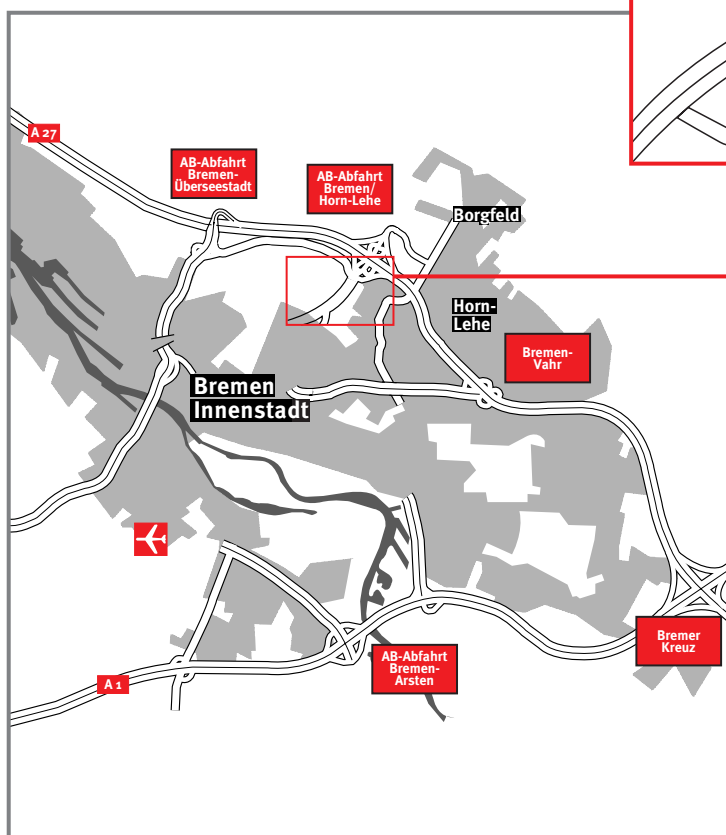 A 27
AB-Abfahrt
Bremen-
Überseestadt
AB-Abfahrt
Bremen/
Horn-Lehe
Borgfeld
Horn-
Lehe
Bremen-
Vahr
Bremen
Innenstadt
Bremer
Kreuz
AB-Abfahrt
Bremen-
Arsten
A 1